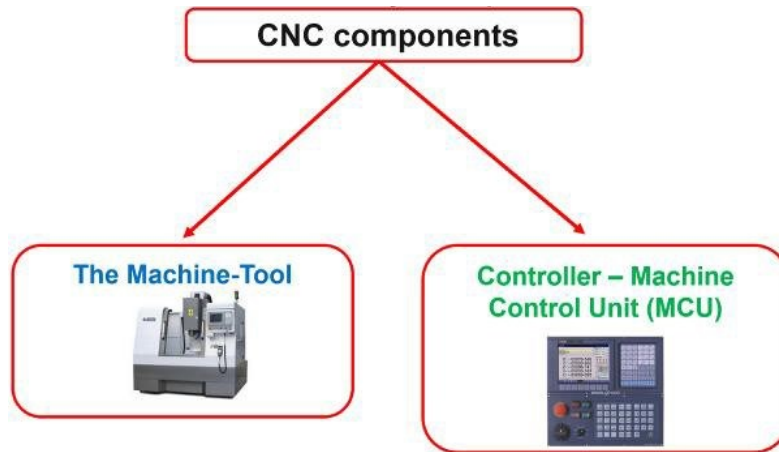 CNC components
The Machine-Tool
Controller – Machine
Control Unit (MCU)